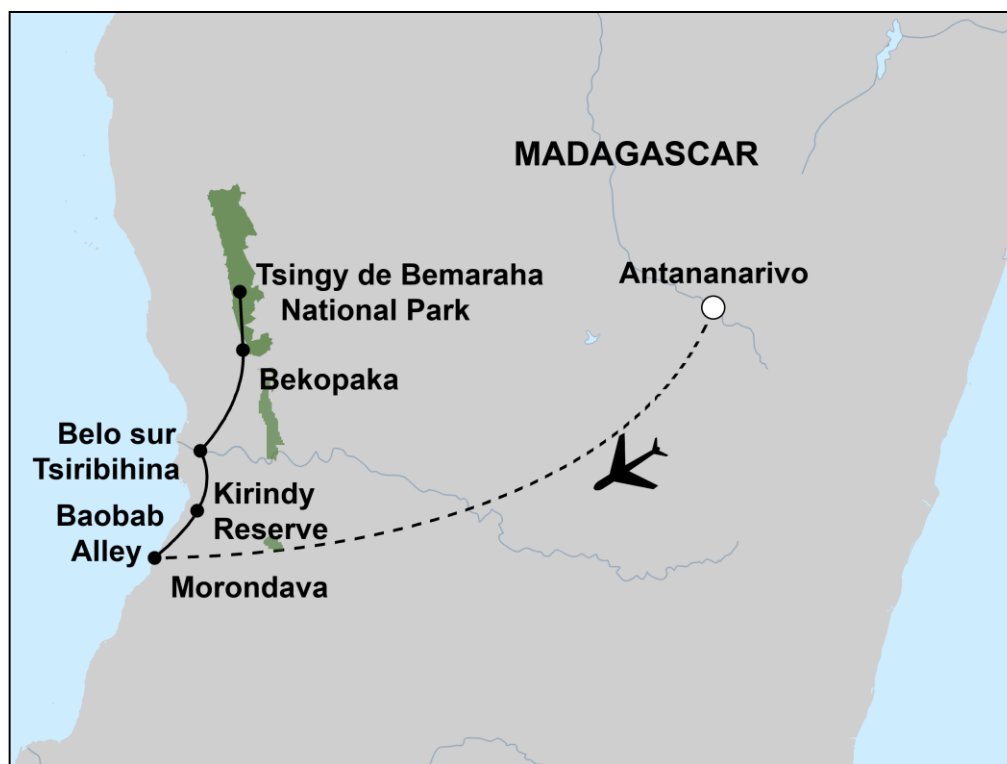 MADAGASCAR
Antananarivo
Tsingy de Bemaraha
National Park
Bekopaka
Belo sur
Tsiribihina
Kirindy
Reserve
Baobab
Alley
Morondava